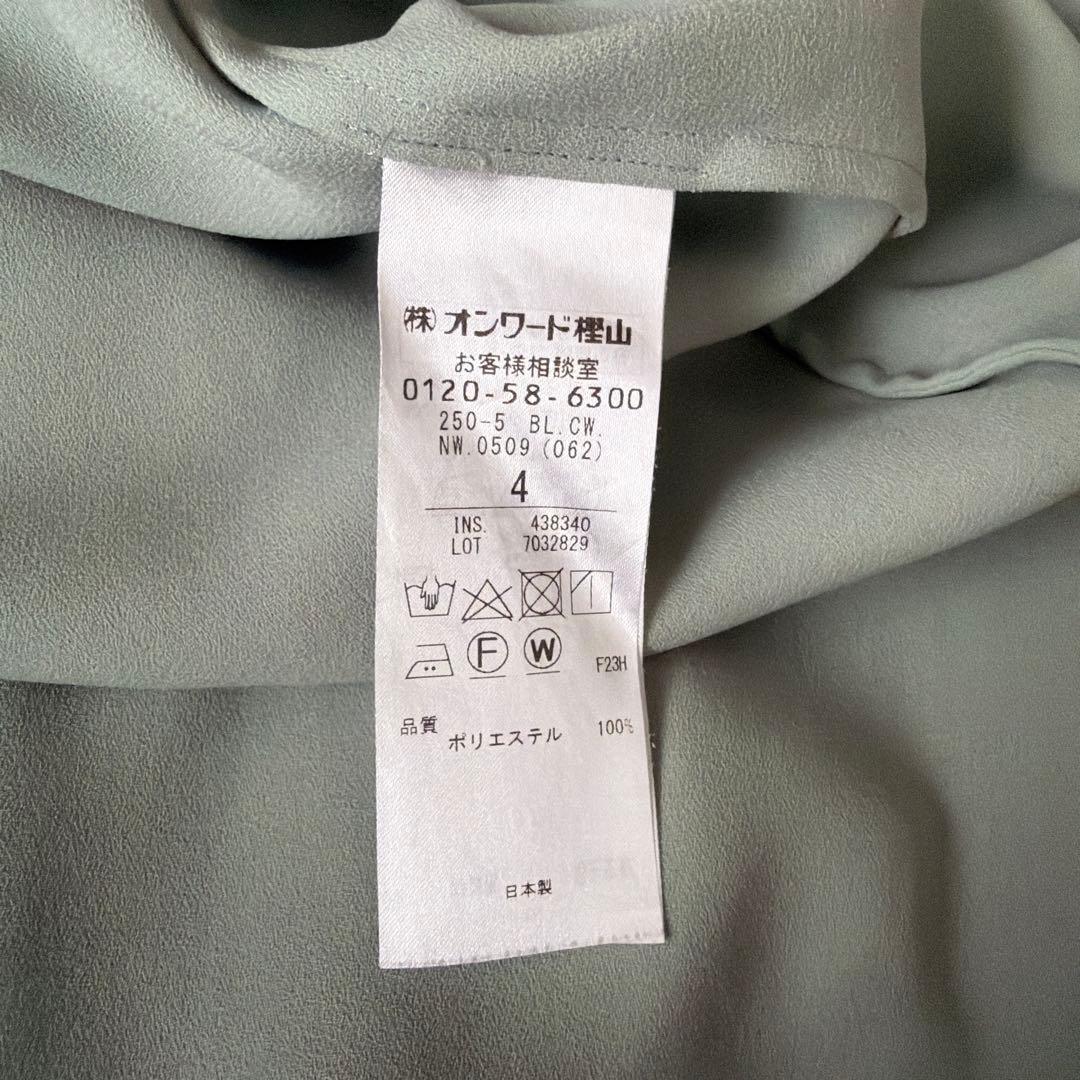 ㈱オンワード樫山
お客様相談室
0120-58-6300
250-5 BL.CW.
NW.0509(062)
4
INS. 438340
LOT 7032829
F W F23H
品質 ポリエステル 100%
日本製